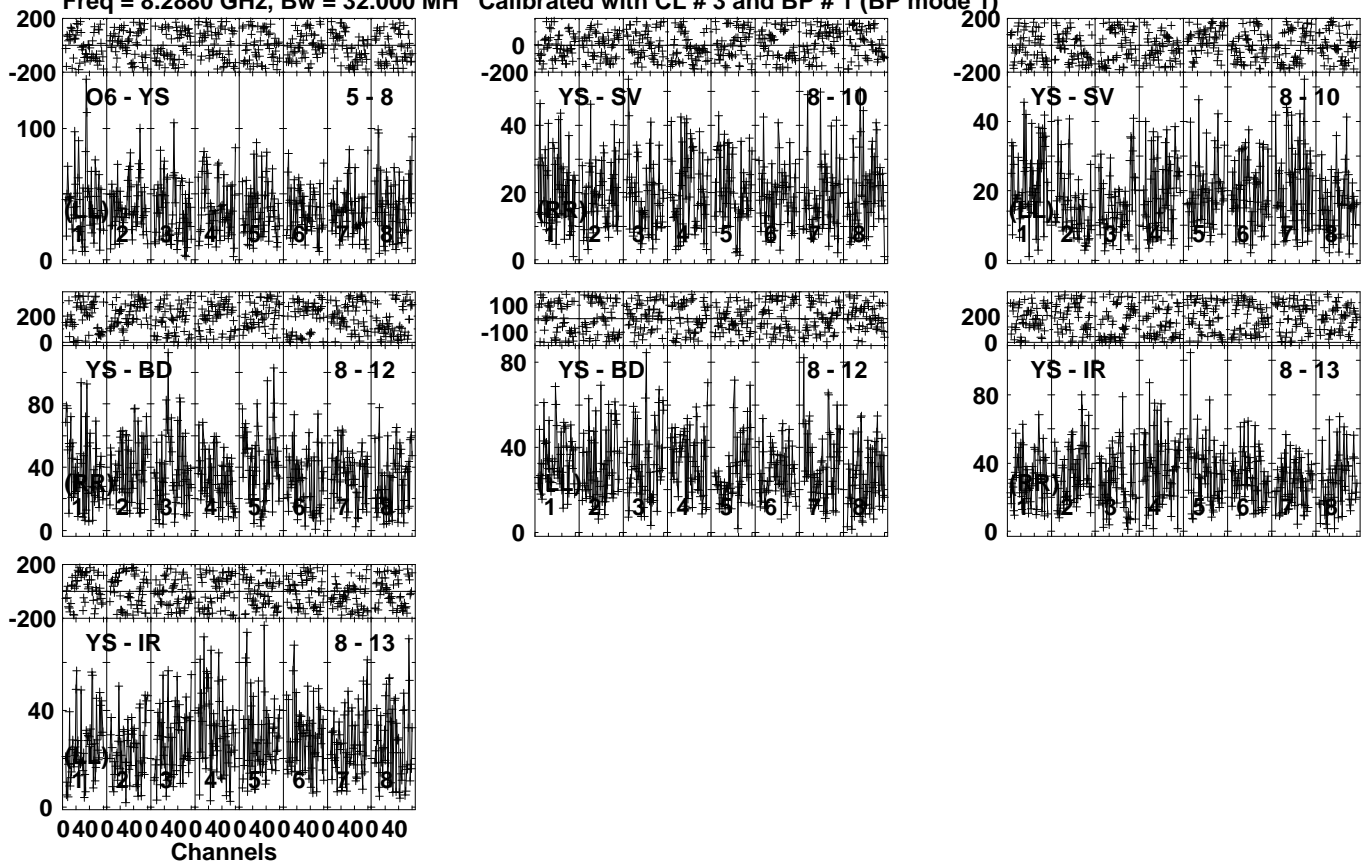 Freq = 8.2880 GHz, Bw = 32.000 MH Calibrated with CL # 3 and BP # 1 (BP mode 1)
200
-200
O6 - YS 5 - 8
100
0
(LL)
1 2 3 4 5 6 7 8
0
-200
YS - SV 8 - 10
40
20
0
(RR)
1 2 3 4 5 6 7 8
200
-200
YS - SV 8 - 10
40
20
0
(LL)
1 2 3 4 5 6 7 8
200
0
YS - BD 8 - 12
80
40
0
(RR)
1 2 3 4 5 6 7 8
100
-100
YS - BD 8 - 12
80
40
0
(LL)
1 2 3 4 5 6 7 8
200
0
YS - IR 8 - 13
80
40
0
(RR)
1 2 3 4 5 6 7 8
200
-200
YS - IR 8 - 13
40
0
(LL)
1 2 3 4 5 6 7 8
0 40 0 40 0 40 0 40 0 40 0 40 0 40 0 40
Channels